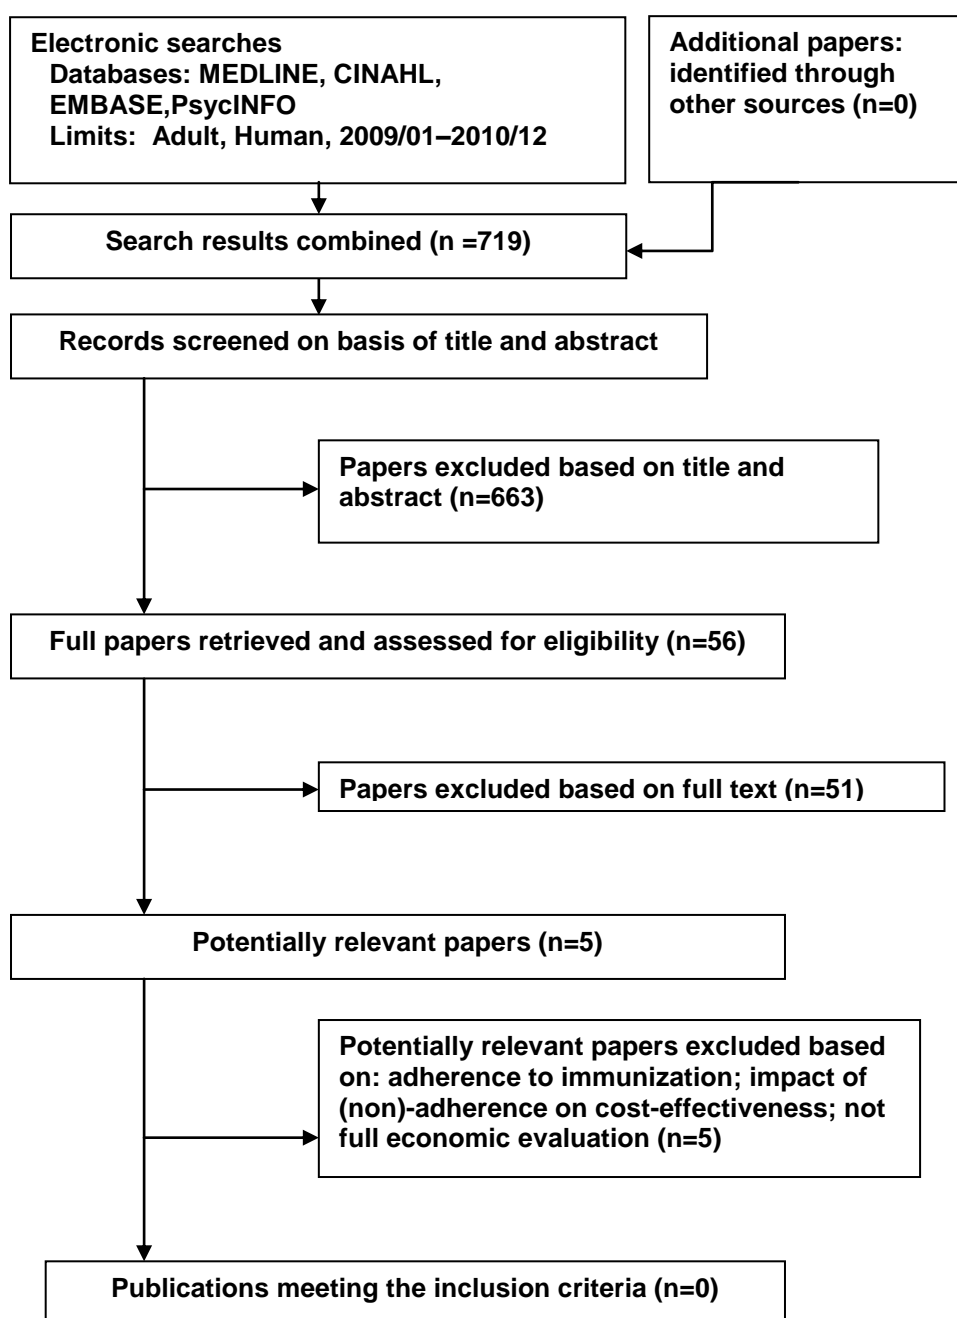 Electronic searches
Databases: MEDLINE, CINAHL,
EMBASE,PsycINFO
Limits: Adult, Human, 2009/01–2010/12
Additional papers:
identified through
other sources (n=0)
Search results combined (n =719)
Records screened on basis of title and abstract
Papers excluded based on title and
abstract (n=663)
Full papers retrieved and assessed for eligibility (n=56)
Papers excluded based on full text (n=51)
Potentially relevant papers (n=5)
Potentially relevant papers excluded based
on: adherence to immunization; impact of
(non)-adherence on cost-effectiveness; not
full economic evaluation (n=5)
Publications meeting the inclusion criteria (n=0)